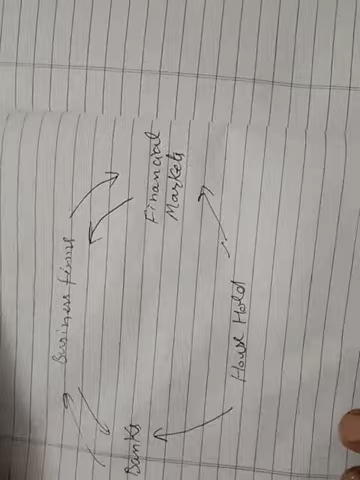 Business firms
Financial
Markets
Banks
House Hold